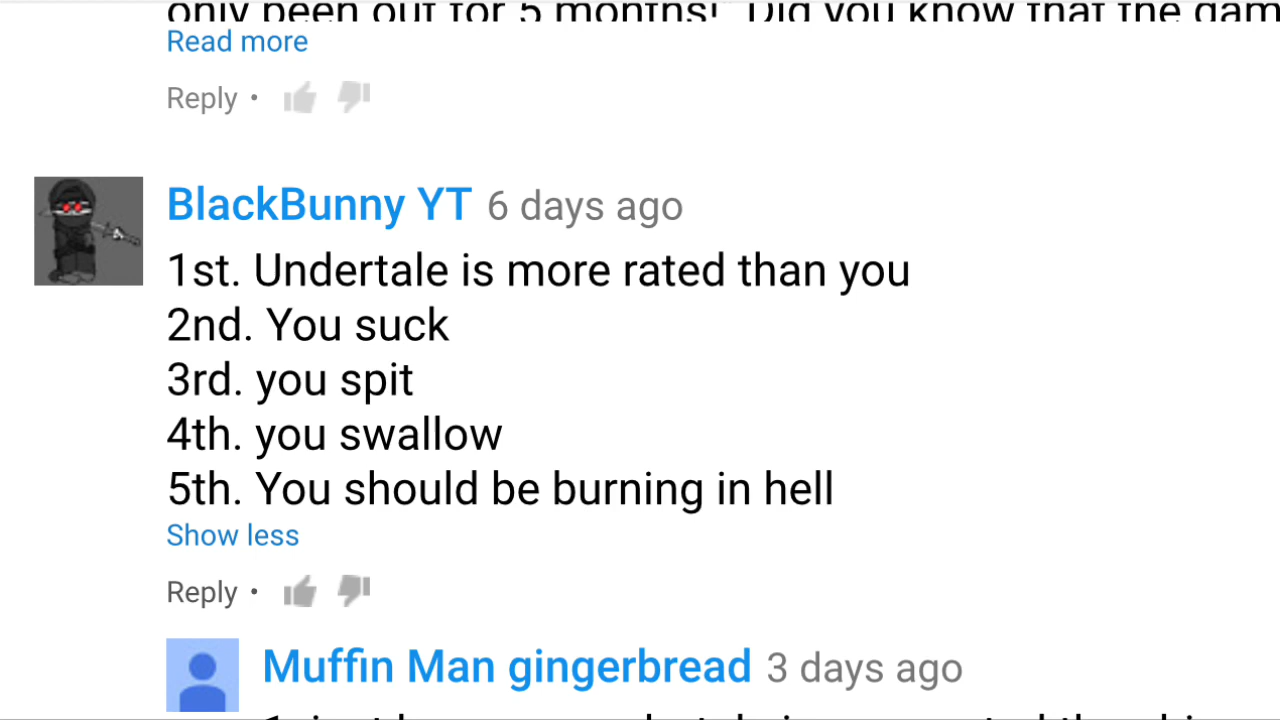 only been out for 5 months! Did you know that the gam
Read more
Reply •
BlackBunny YT 6 days ago
1st. Undertale is more rated than you
2nd. You suck
3rd. you spit
4th. you swallow
5th. You should be burning in hell
Show less
Reply •
Muffin Man gingerbread 3 days ago